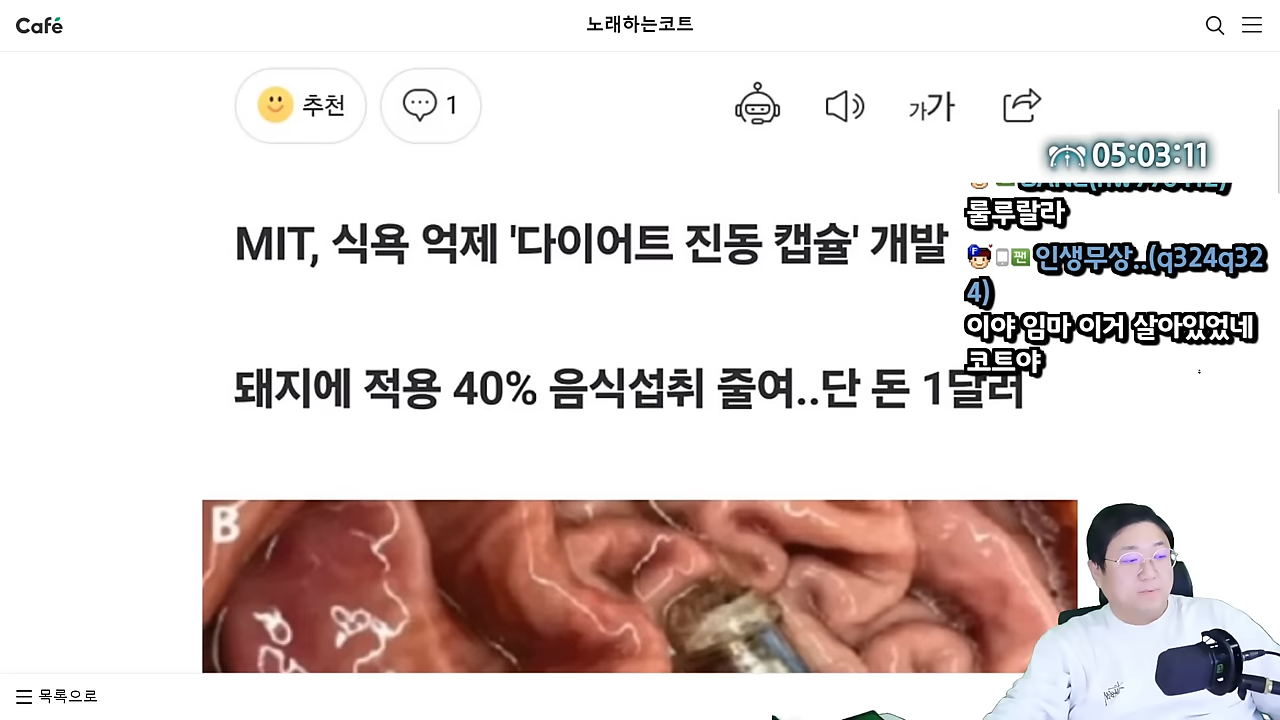 Café
노래하는코트
추천
1
가가
05:03:11
룰루랄라
인생무상..(q324q32
4)
이야 임마 이거 살아있었네
코트야
MIT, 식욕 억제 '다이어트 진동 캡슐' 개발
돼지에 적용 40% 음식섭취 줄여..단 돈 1달러
B
목록으로